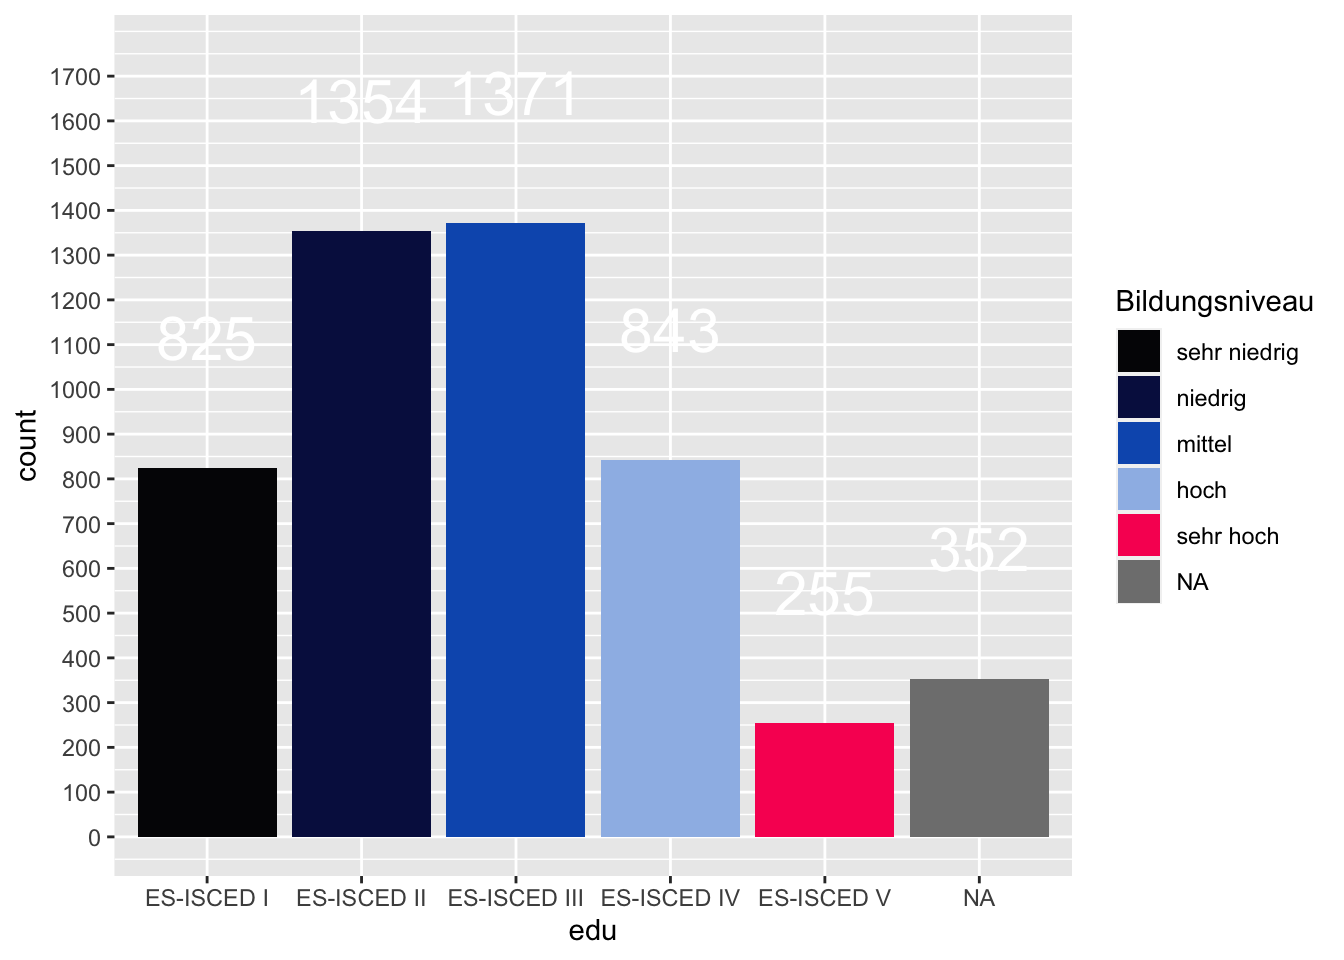 1700
1600
1500
1400
1300
1200
1100
1000
900
800
700
600
500
400
300
200
100
0
count
825
1354
1371
843
255
352
ES-ISCED I
ES-ISCED II
ES-ISCED III
ES-ISCED IV
ES-ISCED V
NA
edu
Bildungsniveau
sehr niedrig
niedrig
mittel
hoch
sehr hoch
NA